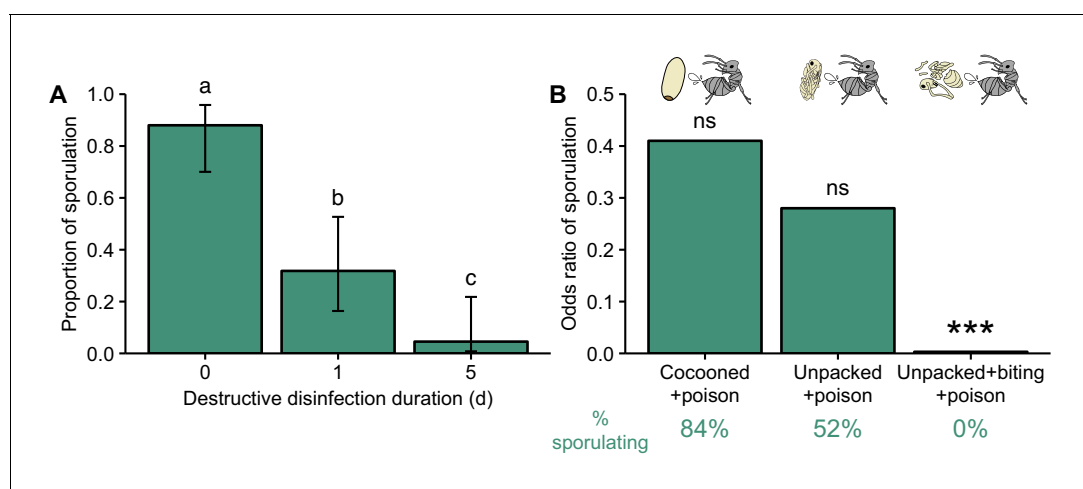 A
1.0
0.8
0.6
0.4
0.2
0.0
Proportion of sporulation
a
b
c
0
1
5
Destructive disinfection duration (d)
B
0.5
0.4
0.3
0.2
0.1
0.0
Odds ratio of sporulation
ns
ns
***
Cocooned
+poison
Unpacked
+poison
Unpacked+biting
+poison
%
sporulating
84%
52%
0%